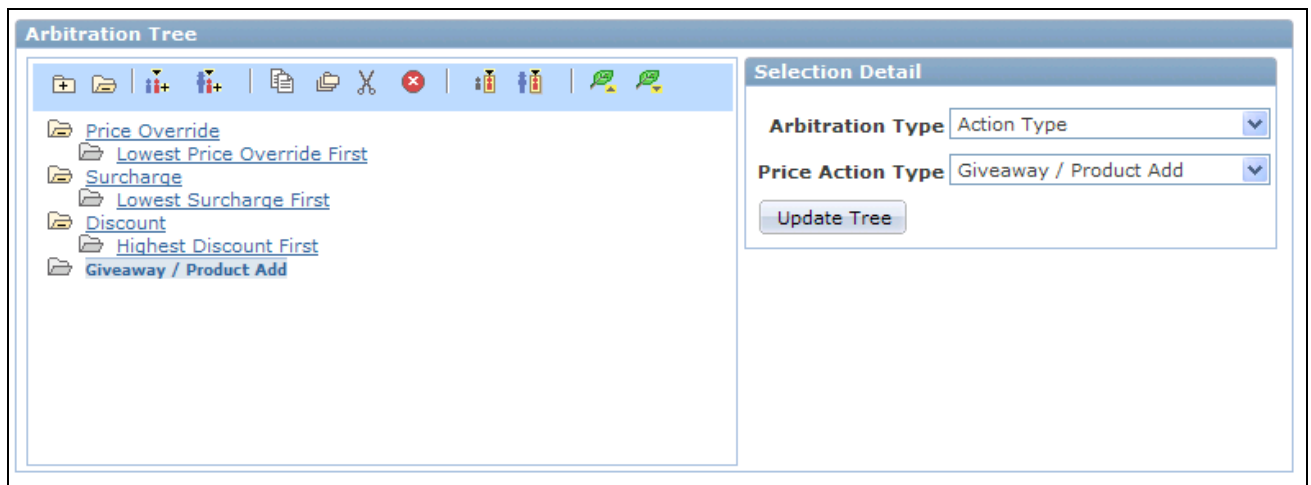 Arbitration Tree
Price Override
Lowest Price Override First
Surcharge
Lowest Surcharge First
Discount
Highest Discount First
Giveaway / Product Add
Selection Detail
Arbitration Type Action Type
Price Action Type Giveaway / Product Add
Update Tree